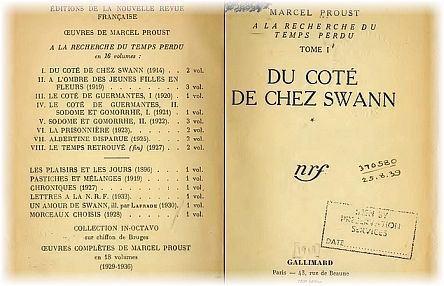 ÉDITIONS DE LA NOUVELLE REVUE
FRANÇAISE
ŒUVRES DE MARCEL PROUST
A LA RECHERCHE DU TEMPS PERDU
en 16 volumes :
I. DU COTÉ DE CHEZ SWANN (1914) . . 2 vol.
II. A L'OMBRE DES JEUNES FILLES EN
FLEURS (1919) . . . 3 vol.
III. LE COTÉ DE GUERMANTES, I (1920) . 1 vol.
IV. LE COTÉ DE GUERMANTES, II.
SODOME ET GOMORRHE, I. (1921) . 1 vol.
V. SODOME ET GOMORRHE, II. (1922) . 3 vol.
VI. LA PRISONNIÈRE (1923) . . . 2 vol.
VII. ALBERTINE DISPARUE (1925) . . . 2 vol.
VIII. LE TEMPS RETROUVÉ (fin) (1927) . . 2 vol.
LES PLAISIRS ET LES JOURS (1896) . . . 1 vol.
PASTICHES ET MÉLANGES (1919) . . . 1 vol.
CHRONIQUES (1927) . . . 1 vol.
LETTRES A LA N. R. F. (1932) . . . 1 vol.
UN AMOUR DE SWANN, ill. par LAPRADE (1930). 1 vol.
MORCEAUX CHOISIS (1928) . . . 1 vol.
COLLECTION IN-OCTAVO
sur chiffon de Bruges
ŒUVRES COMPLÈTES DE MARCEL PROUST
en 18 volumes
(1929-1936)
MARCEL PROUST
A LA RECHERCHE DU
TEMPS PERDU
TOME I
DU COTÉ
DE CHEZ SWANN
*
nrf
370580
25.8.39
SEEN BY
PRESERVATION
SERVICES
DATE
GALLIMARD
Paris — 43, rue de Beaune